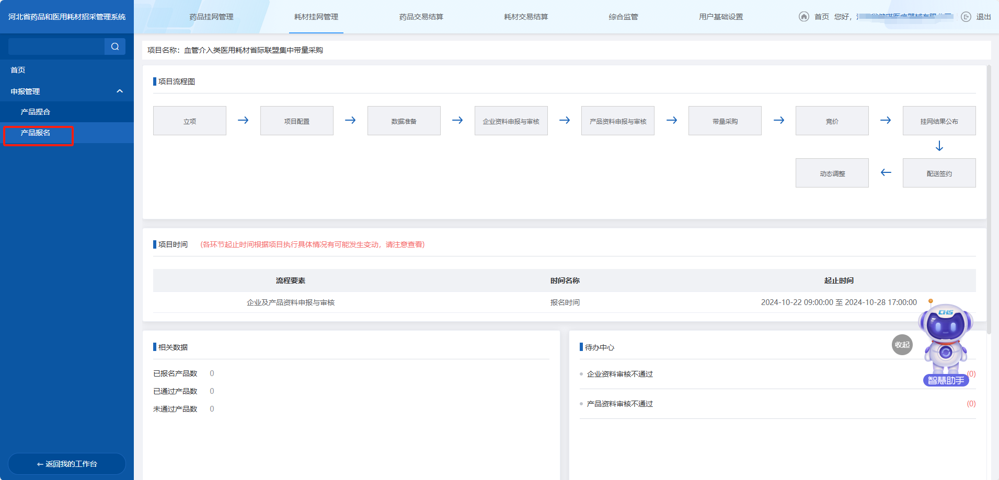 河北省药品和医用耗材招采管理系统
药品挂网管理
耗材挂网管理
药品交易结算
耗材交易结算
综合监管
用户基础设置
首页
您好，
退出
首页
申报管理
产品捏合
产品报名
返回我的工作台
项目名称：血管介入类医用耗材省际联盟集中带量采购
项目流程图
立项
项目配置
数据准备
企业资料申报与审核
产品资料申报与审核
带量采购
竞价
挂网结果公布
动态调整
配送签约
项目时间 (各环节起止时间根据项目执行具体情况有可能发生变动，请注意查看)
流程要素 时间名称 起止时间
企业及产品资料申报与审核 报名时间 2024-10-22 09:00:00 至 2024-10-28 17:00:00
CHS
收起
智慧助手
相关数据
已报名产品数 0
已通过产品数 0
未通过产品数 0
待办中心
企业资料审核不通过 (0)
产品资料审核不通过 (0)